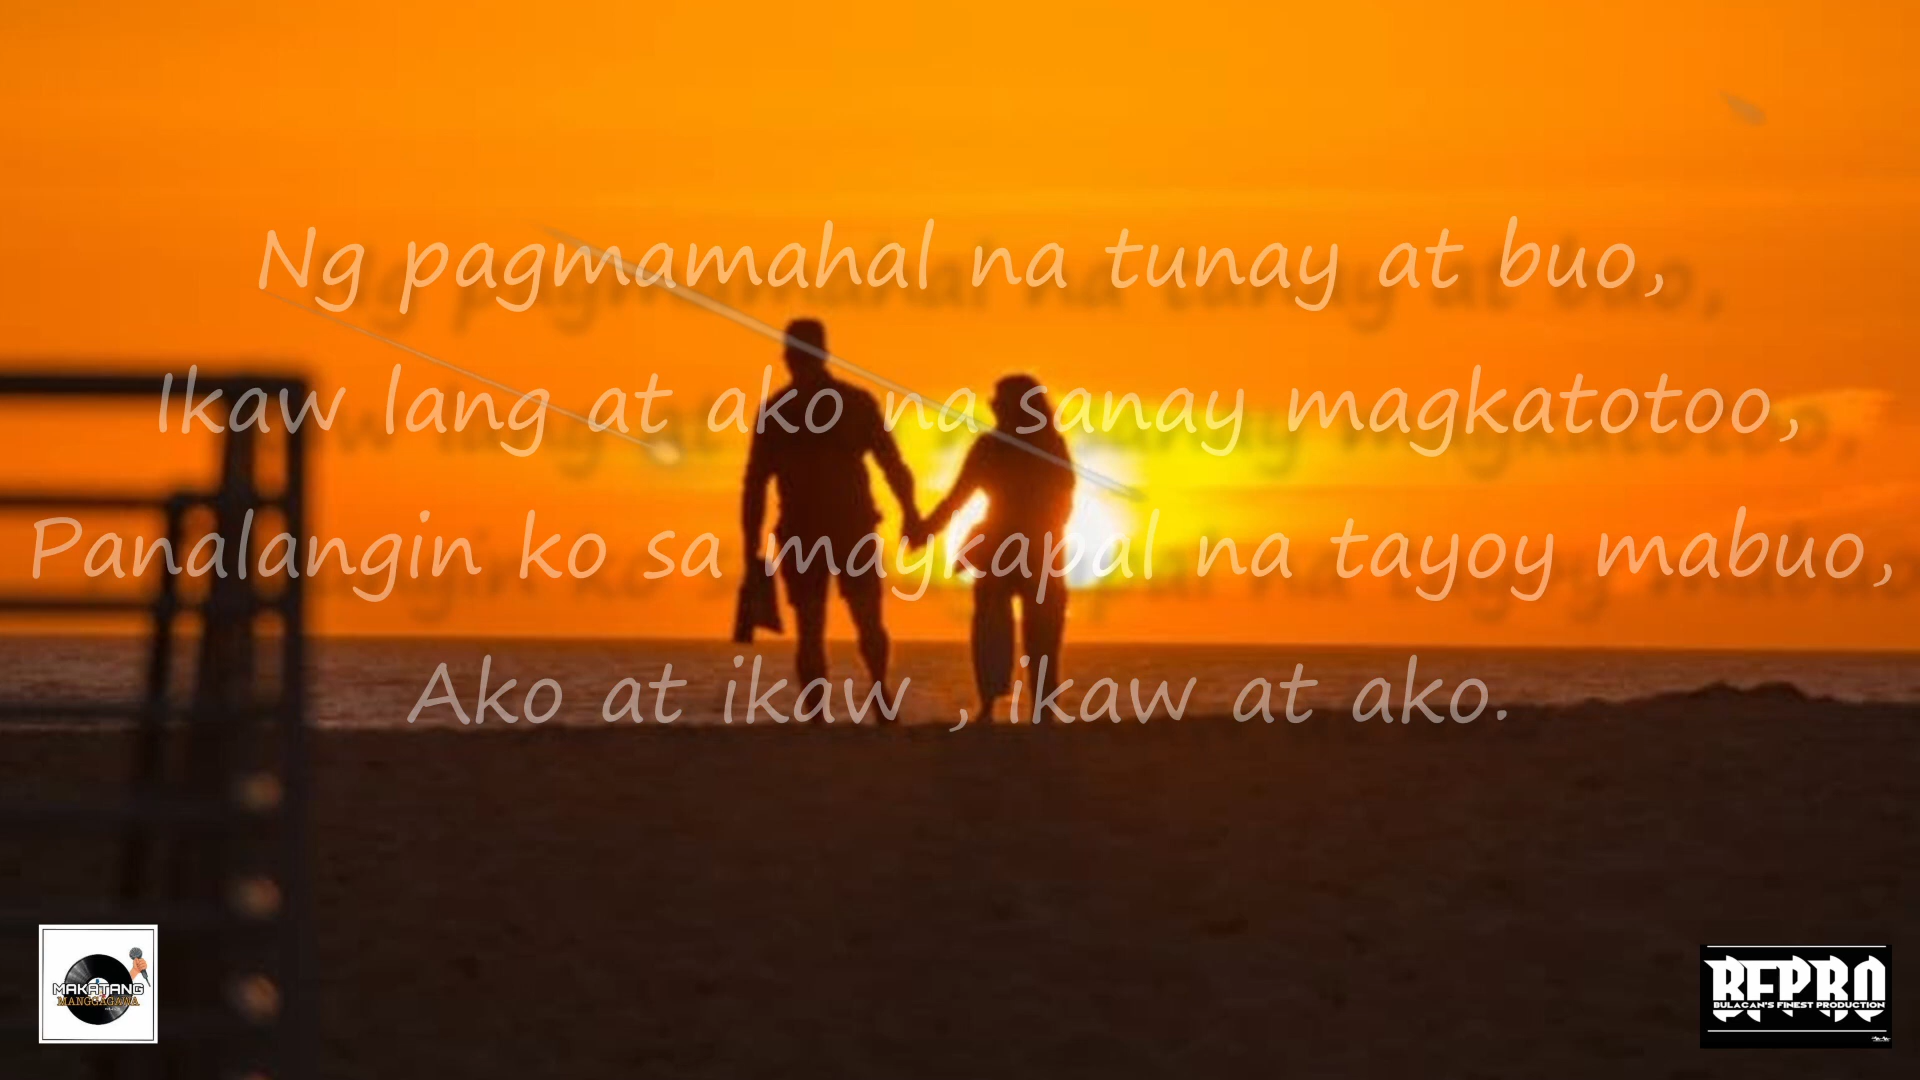 Ng pagmamahal na tunay at buo,
Ikaw lang at ako na sanay magkatotoo,
Panalangin ko sa maykapal na tayoy mabuo,
Ako at ikaw , ikaw at ako.
MAKATANG
MANGGAGAWA
BFPRO
BULACAN'S FINEST PRODUCTION